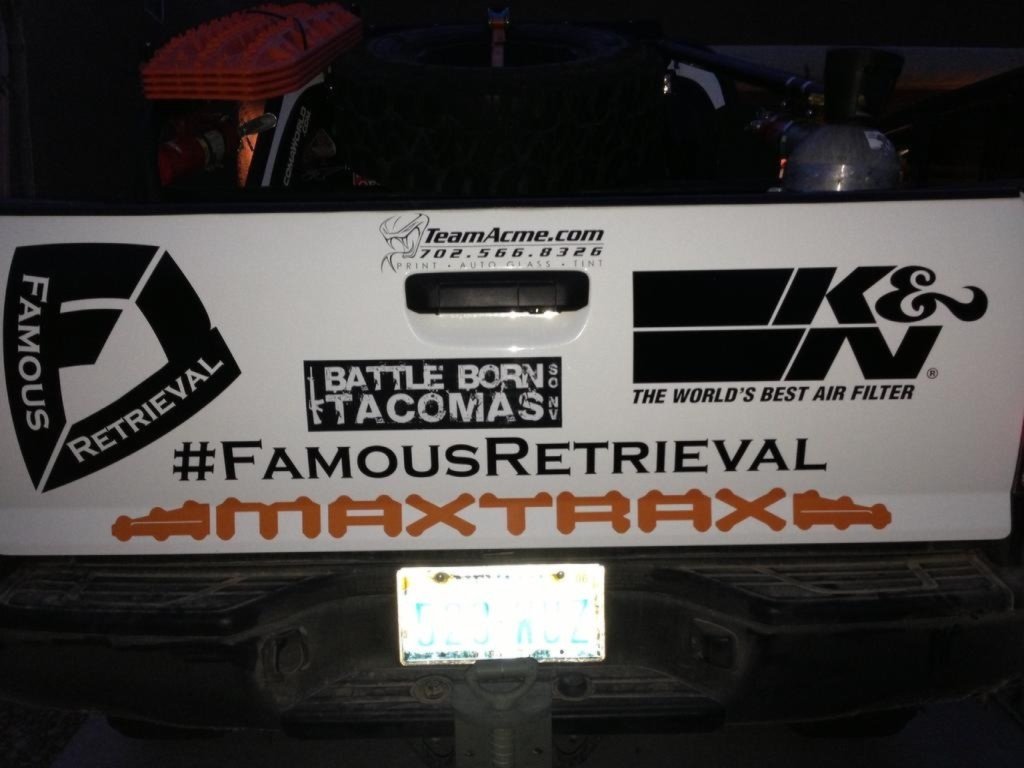 TeamAcme.com
702.566.8326
PRINT • AUTO GLASS • TINT
FAMOUS
RETRIEVAL
K&N®
THE WORLD'S BEST AIR FILTER
BATTLE BORN
TACOMAS
SO NV
#FAMOUSRETRIEVAL
MAXTRAX